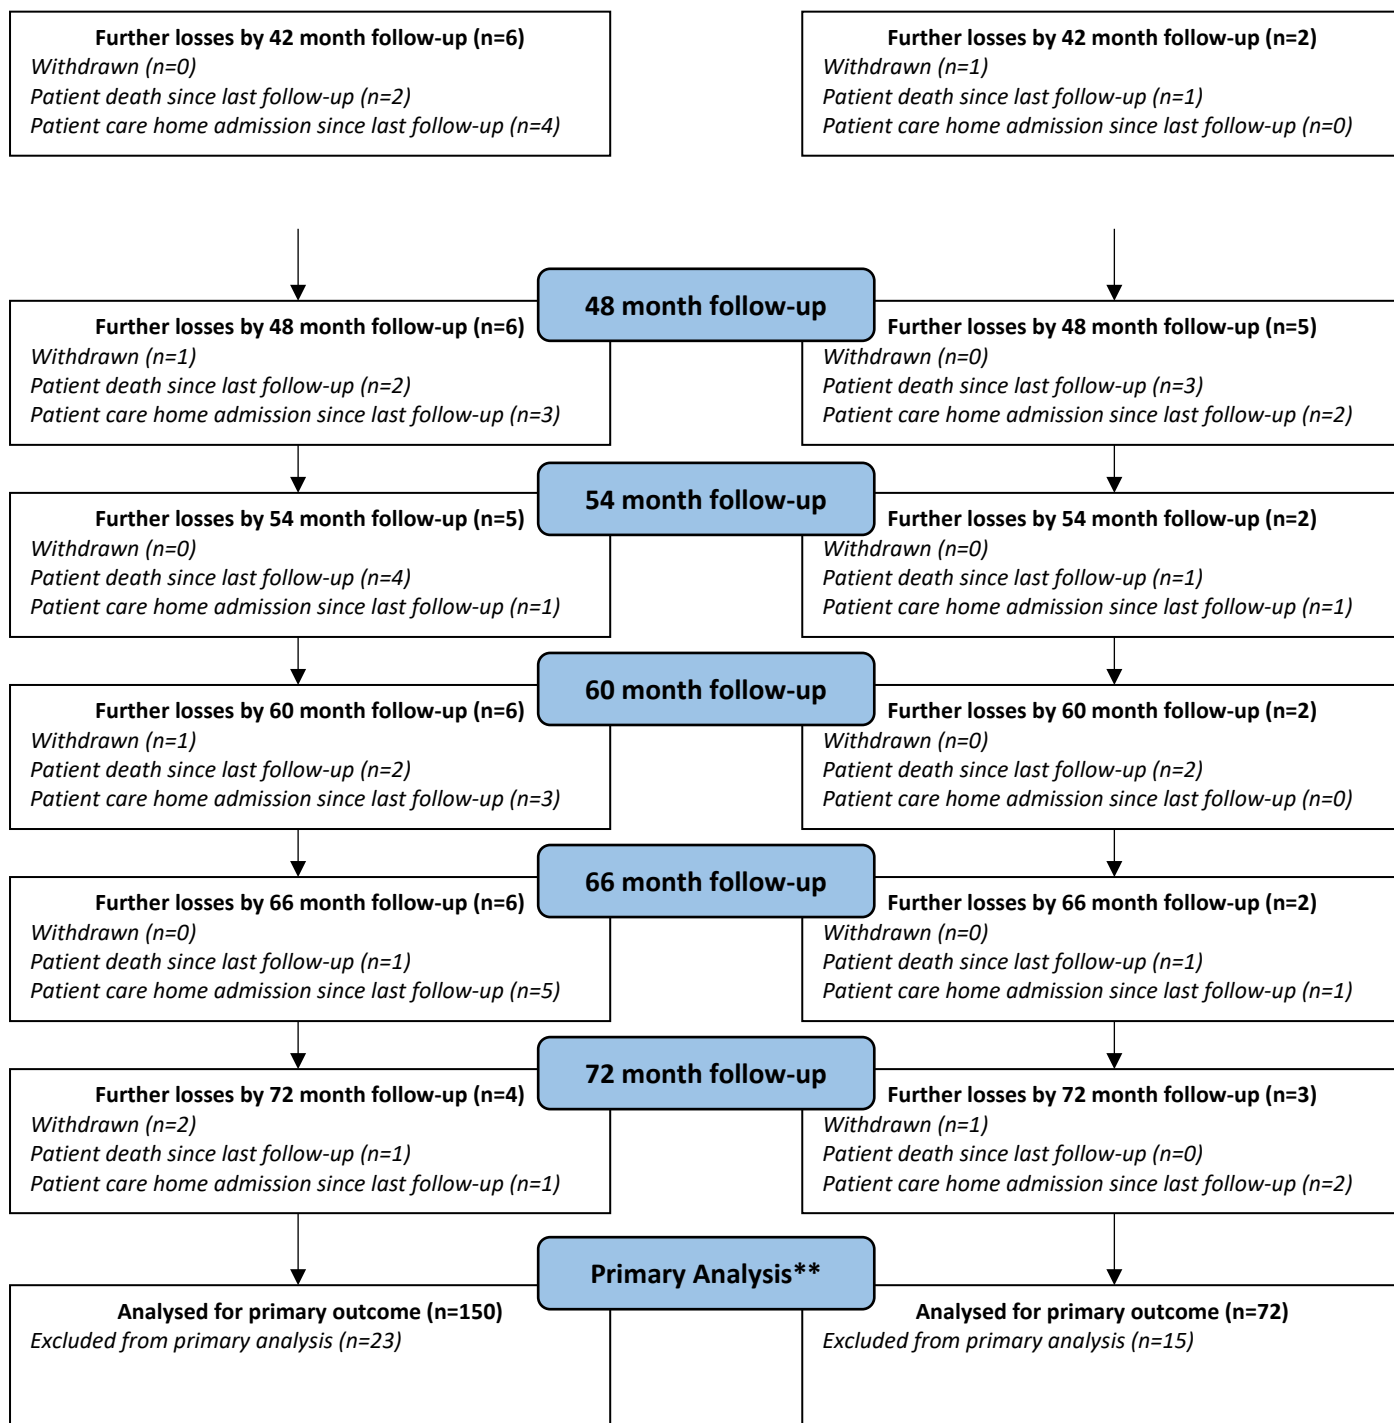 Further losses by 42 month follow-up (n=6)
Withdrawn (n=0)
Patient death since last follow-up (n=2)
Patient care home admission since last follow-up (n=4)
Further losses by 42 month follow-up (n=2)
Withdrawn (n=1)
Patient death since last follow-up (n=1)
Patient care home admission since last follow-up (n=0)
48 month follow-up
Further losses by 48 month follow-up (n=6)
Withdrawn (n=1)
Patient death since last follow-up (n=2)
Patient care home admission since last follow-up (n=3)
Further losses by 48 month follow-up (n=5)
Withdrawn (n=0)
Patient death since last follow-up (n=3)
Patient care home admission since last follow-up (n=2)
54 month follow-up
Further losses by 54 month follow-up (n=5)
Withdrawn (n=0)
Patient death since last follow-up (n=4)
Patient care home admission since last follow-up (n=1)
Further losses by 54 month follow-up (n=2)
Withdrawn (n=0)
Patient death since last follow-up (n=1)
Patient care home admission since last follow-up (n=1)
60 month follow-up
Further losses by 60 month follow-up (n=6)
Withdrawn (n=1)
Patient death since last follow-up (n=2)
Patient care home admission since last follow-up (n=3)
Further losses by 60 month follow-up (n=2)
Withdrawn (n=0)
Patient death since last follow-up (n=2)
Patient care home admission since last follow-up (n=0)
66 month follow-up
Further losses by 66 month follow-up (n=6)
Withdrawn (n=0)
Patient death since last follow-up (n=1)
Patient care home admission since last follow-up (n=5)
Further losses by 66 month follow-up (n=2)
Withdrawn (n=0)
Patient death since last follow-up (n=1)
Patient care home admission since last follow-up (n=1)
72 month follow-up
Further losses by 72 month follow-up (n=4)
Withdrawn (n=2)
Patient death since last follow-up (n=1)
Patient care home admission since last follow-up (n=1)
Further losses by 72 month follow-up (n=3)
Withdrawn (n=1)
Patient death since last follow-up (n=0)
Patient care home admission since last follow-up (n=2)
Primary Analysis**
Analysed for primary outcome (n=150)
Excluded from primary analysis (n=23)
Analysed for primary outcome (n=72)
Excluded from primary analysis (n=15)